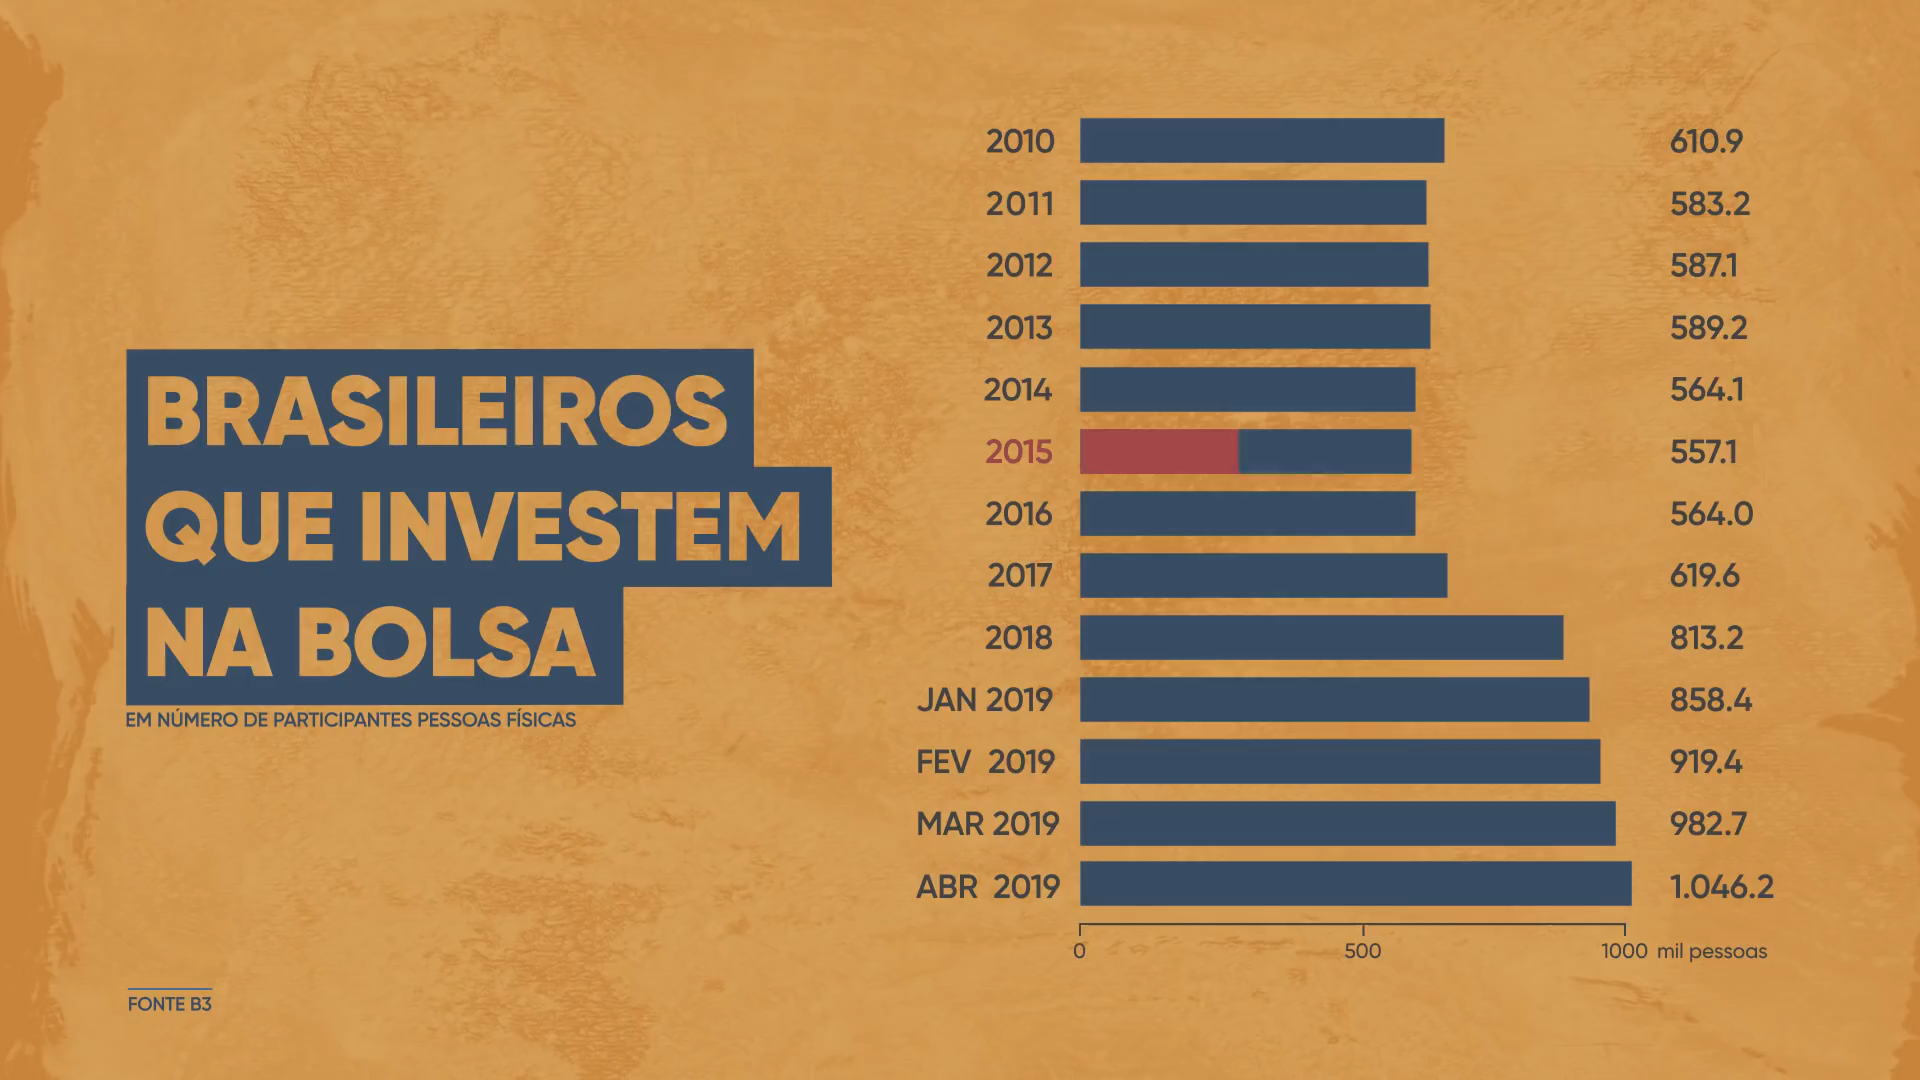 BRASILEIROS
QUE INVESTEM
NA BOLSA
EM NÚMERO DE PARTICIPANTES PESSOAS FÍSICAS
FONTE B3
2010 610.9
2011 583.2
2012 587.1
2013 589.2
2014 564.1
2015 557.1
2016 564.0
2017 619.6
2018 813.2
JAN 2019 858.4
FEV 2019 919.4
MAR 2019 982.7
ABR 2019 1.046.2
0 500 1000 mil pessoas